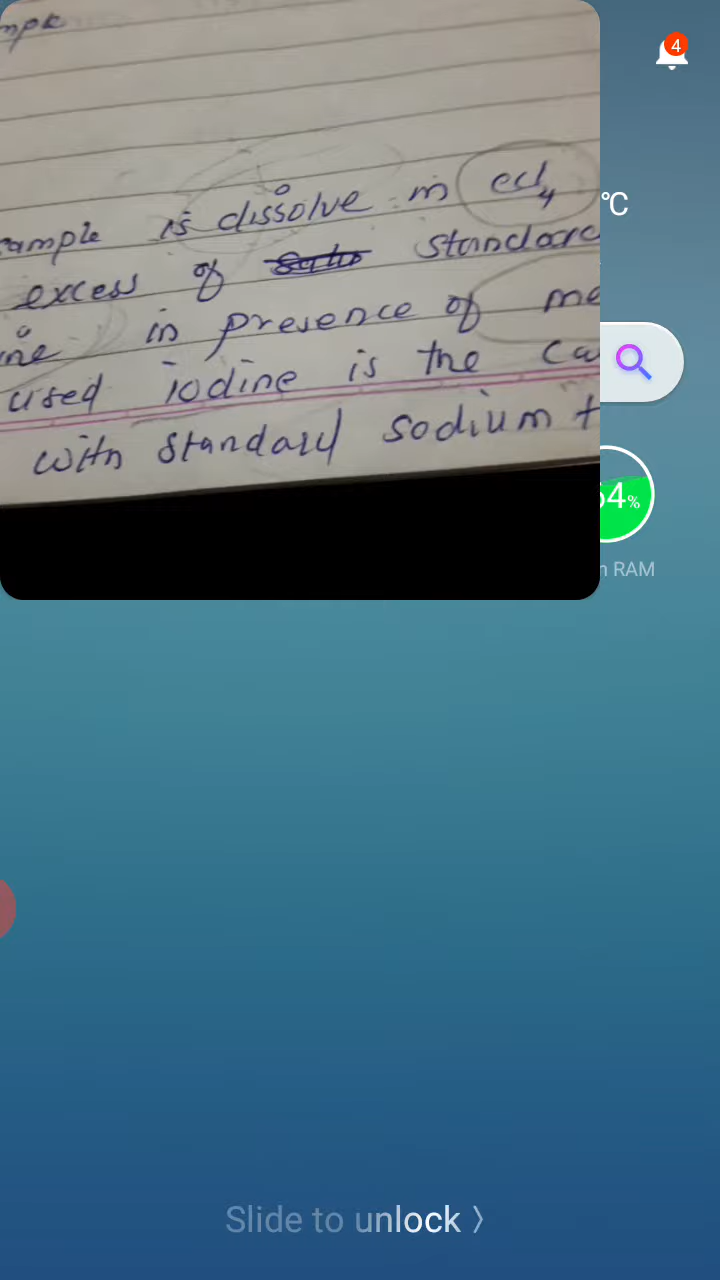 4
ample is dissolve in ccl4
℃
excess of standard
ine in presence of me
used iodine is the ca
with standard sodium t
64%
n RAM
Slide to unlock 〉